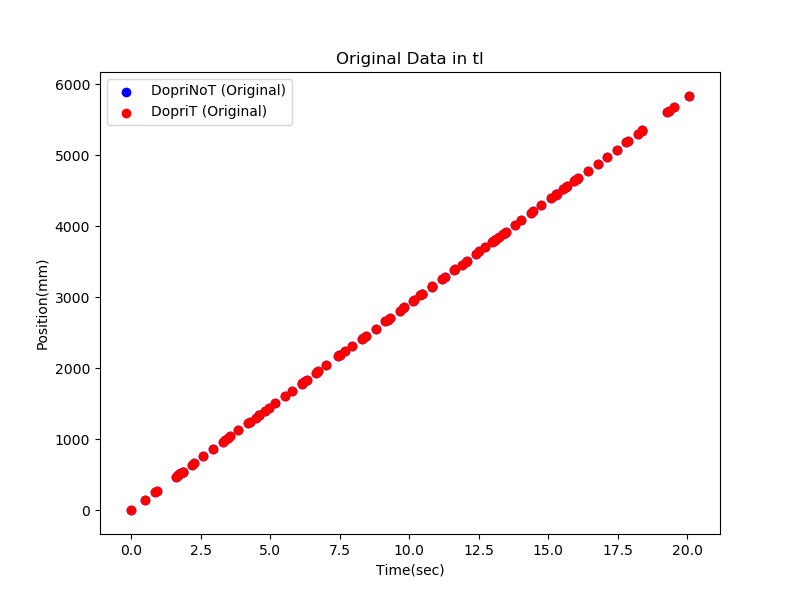 Original Data in tl
DopriNoT (Original)
DopriT (Original)
6000
5000
4000
3000
2000
1000
0
Position(mm)
0.0 2.5 5.0 7.5 10.0 12.5 15.0 17.5 20.0
Time(sec)